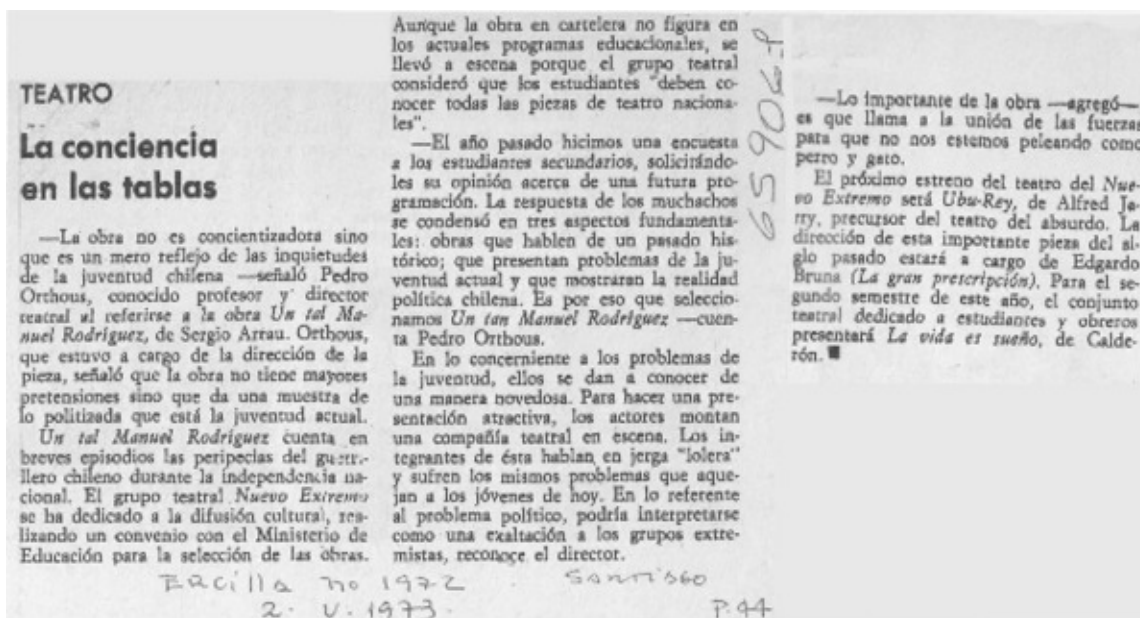 TEATRO
La conciencia
en las tablas
—La obra no es concientizadora sino
que es un mero reflejo de las inquietudes
de la juventud chilena —señaló Pedro
Orthous, conocido profesor y director
teatral al referirse a la obra Un tal Ma-
nuel Rodríguez, de Sergio Arrau. Orthous,
que estuvo a cargo de la dirección de la
pieza, señaló que la obra no tiene mayores
pretensiones sino que da una muestra de
lo politizada que está la juventud actual.
Un tal Manuel Rodríguez cuenta en
breves episodios las peripecias del guerri-
llero chileno durante la independencia na-
cional. El grupo teatral Nuevo Extremo
se ha dedicado a la difusión cultural, rea-
lizando un convenio con el Ministerio de
Educación para la selección de las obras.
Aunque la obra en cartelera no figura en
los actuales programas educacionales, se
llevó a escena porque el grupo teatral
consideró que los estudiantes "deben co-
nocer todas las piezas de teatro naciona-
les".
—El año pasado hicimos una encuesta
a los estudiantes secundarios, solicitándo-
les su opinión acerca de una futura pro-
gramación. La respuesta de los muchachos
se condensó en tres aspectos fundamenta-
les: obras que hablen de un pasado his-
tórico; que presentan problemas de la ju-
ventud actual y que mostraran la realidad
política chilena. Es por eso que seleccio-
namos Un tan Manuel Rodríguez —cuen-
ta Pedro Orthous.
En lo concerniente a los problemas de
la juventud, ellos se dan a conocer de
una manera novedosa. Para hacer una pre-
sentación atractiva, los actores montan
una compañía teatral en escena. Los in-
tegrantes de ésta hablan en jerga "lolera"
y sufren los mismos problemas que aque-
jan a los jóvenes de hoy. En lo referente
al problema político, podría interpretarse
como una exaltación a los grupos extre-
mistas, reconoce el director.
—Lo importante de la obra —agregó—
es que llama a la unión de las fuerzas
para que no nos estemos peleando como
perro y gato.
El próximo estreno del teatro del Nue-
vo Extremo será Ubu-Rey, de Alfred Ja-
rry, precursor del teatro del absurdo. La
dirección de esta importante pieza del si-
glo pasado estará a cargo de Edgardo
Bruna (La gran prescripción). Para el se-
gundo semestre de este año, el conjunto
teatral dedicado a estudiantes y obreros
presentará La vida es sueño, de Calde-
rón.
Ercilla no 1972 Santiago
2. V. 1973. P. 44